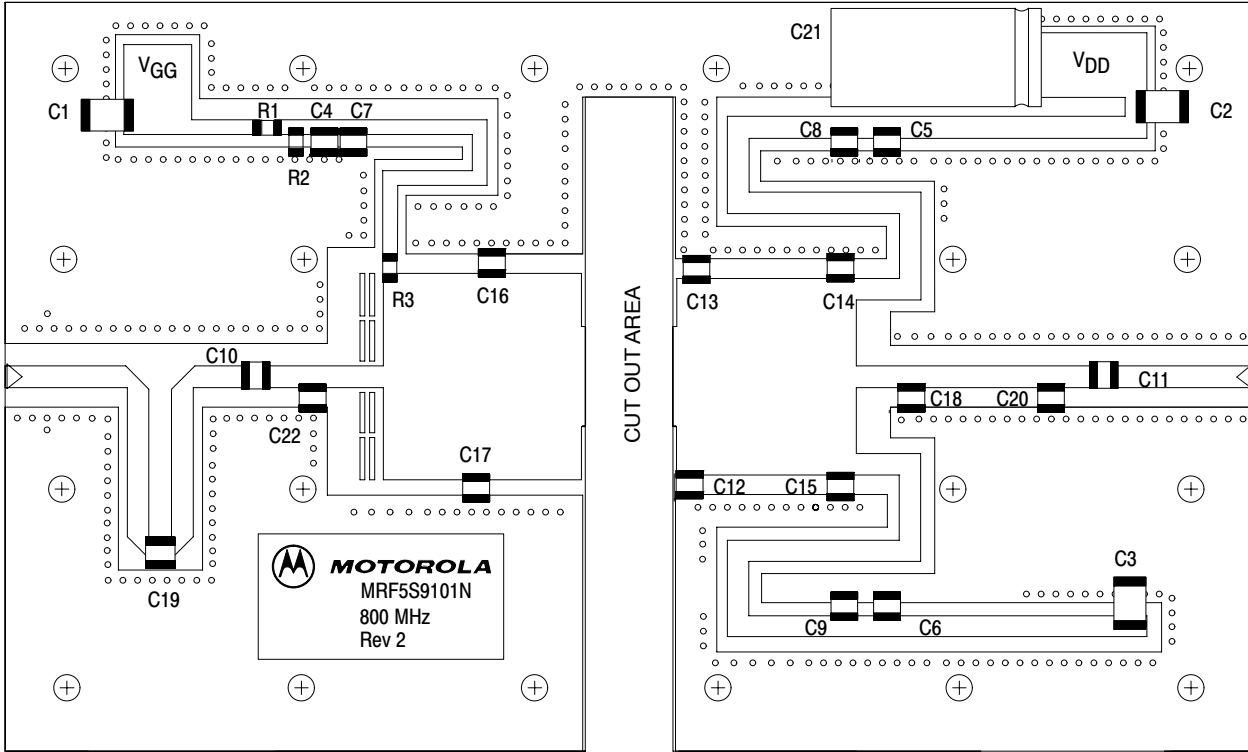 C21
VGG
VDD
C1
R1
C4
C7
C8
C5
C2
R2
R3
C16
C13
C14
C10
CUT OUT AREA
C11
C22
C18
C20
C17
C12
C15
C19
MOTOROLA
MRF5S9101N
800 MHz
Rev 2
C3
C9
C6